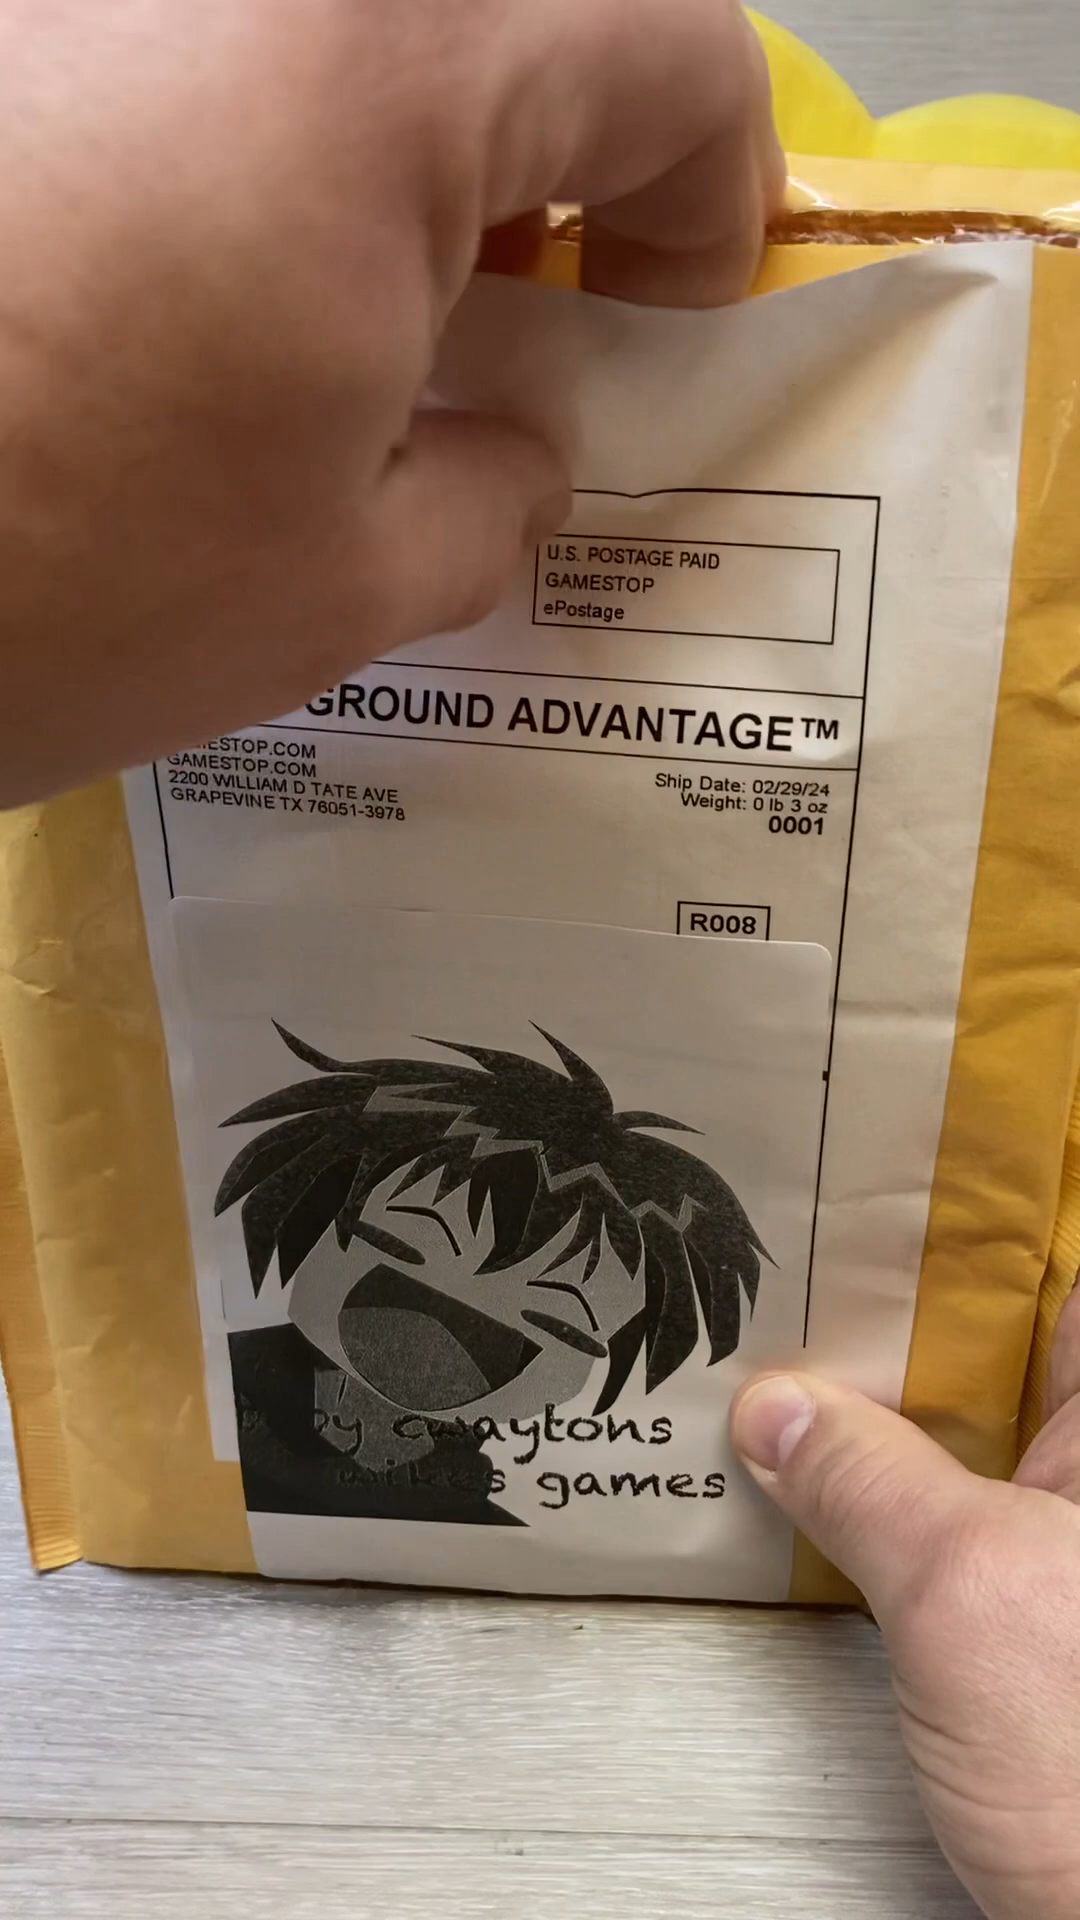 U.S. POSTAGE PAID
GAMESTOP
ePostage
GROUND ADVANTAGE™
GAMESTOP.COM
2200 WILLIAM D TATE AVE
GRAPEVINE TX 76051-3978
Ship Date: 02/29/24
Weight: 0 lb 3 oz
0001
R008
cwaytons
mikes games